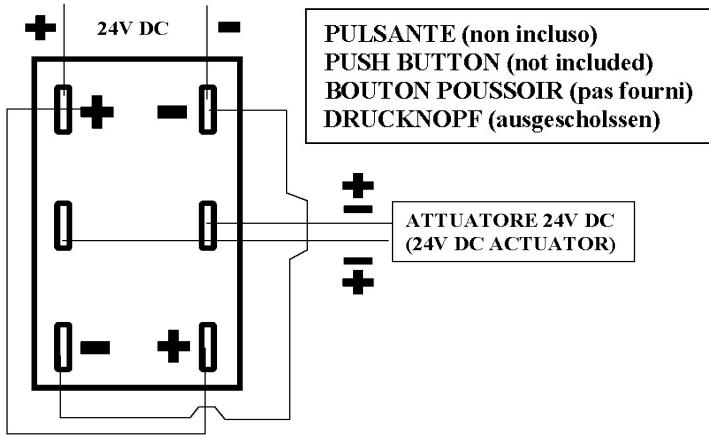 + 24V DC -
PULSANTE (non incluso)
PUSH BUTTON (not included)
BOUTON POUSSOIR (pas fourni)
DRUCKNOPF (ausgescholssen)
+ -
+
-
ATTUATORE 24V DC
(24V DC ACTUATOR)
-
+
- +